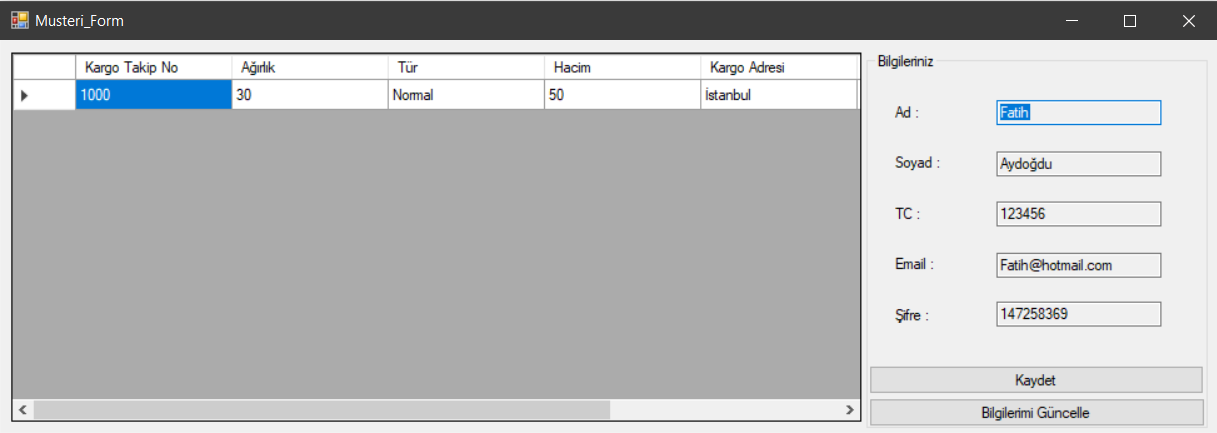 Musteri_Form
Kargo Takip No Ağırlık Tür Hacim Kargo Adresi
1000 30 Normal 50 İstanbul
Bilgileriniz
Ad : Fatih
Soyad : Aydoğdu
TC : 123456
Email : Fatih@hotmail.com
Şifre : 147258369
Kaydet
Bilgilerimi Güncelle